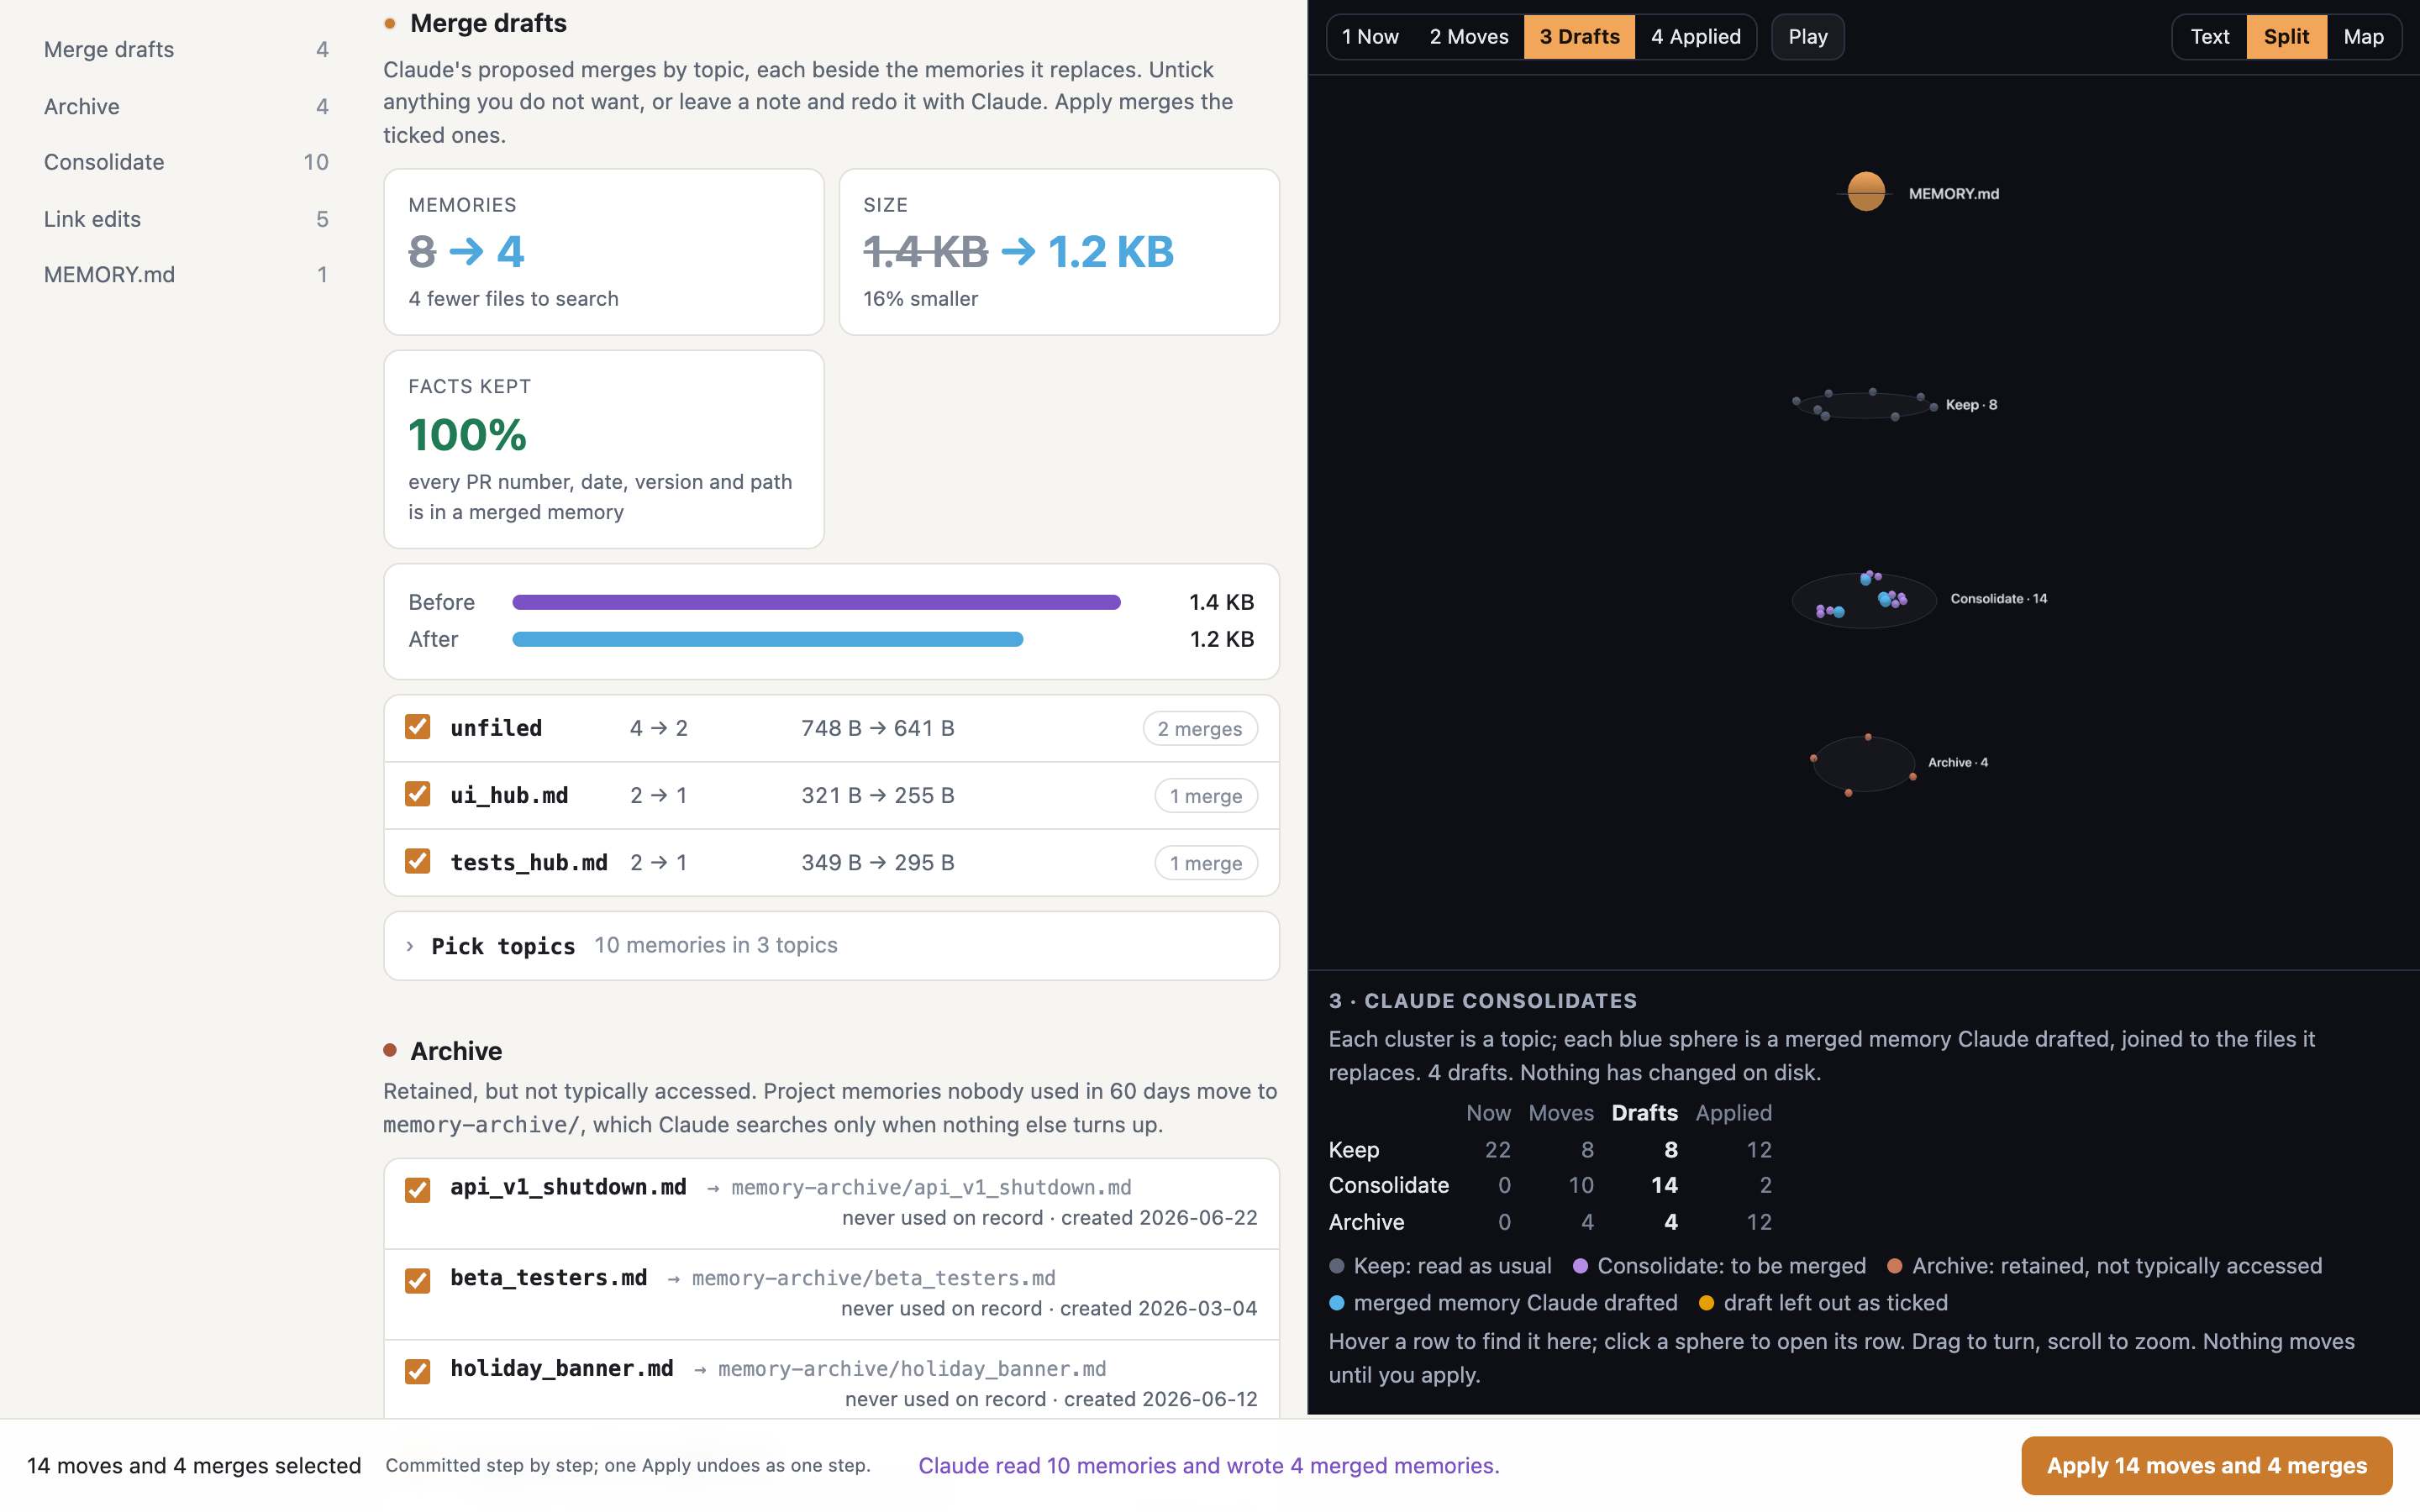 Merge drafts 4
Archive 4
Consolidate 10
Link edits 5
MEMORY.md 1
Merge drafts
Claude's proposed merges by topic, each beside the memories it replaces. Untick
anything you do not want, or leave a note and redo it with Claude. Apply merges the
ticked ones.
MEMORIES
8 → 4
4 fewer files to search
SIZE
1.4 KB → 1.2 KB
16% smaller
FACTS KEPT
100%
every PR number, date, version and path
is in a merged memory
Before 1.4 KB
After 1.2 KB
unfiled 4 → 2 748 B → 641 B 2 merges
ui_hub.md 2 → 1 321 B → 255 B 1 merge
tests_hub.md 2 → 1 349 B → 295 B 1 merge
› Pick topics 10 memories in 3 topics
Archive
Retained, but not typically accessed. Project memories nobody used in 60 days move to
memory-archive/, which Claude searches only when nothing else turns up.
api_v1_shutdown.md → memory-archive/api_v1_shutdown.md
never used on record · created 2026-06-22
beta_testers.md → memory-archive/beta_testers.md
never used on record · created 2026-03-04
holiday_banner.md → memory-archive/holiday_banner.md
never used on record · created 2026-06-12
1 Now 2 Moves 3 Drafts 4 Applied Play Text Split Map
MEMORY.md
Keep · 8
Consolidate · 14
Archive · 4
3 · CLAUDE CONSOLIDATES
Each cluster is a topic; each blue sphere is a merged memory Claude drafted, joined to the files it
replaces. 4 drafts. Nothing has changed on disk.
Now Moves Drafts Applied
Keep 22 8 8 12
Consolidate 0 10 14 2
Archive 0 4 4 12
Keep: read as usual Consolidate: to be merged Archive: retained, not typically accessed
merged memory Claude drafted draft left out as ticked
Hover a row to find it here; click a sphere to open its row. Drag to turn, scroll to zoom. Nothing moves
until you apply.
14 moves and 4 merges selected Committed step by step; one Apply undoes as one step. Claude read 10 memories and wrote 4 merged memories. Apply 14 moves and 4 merges